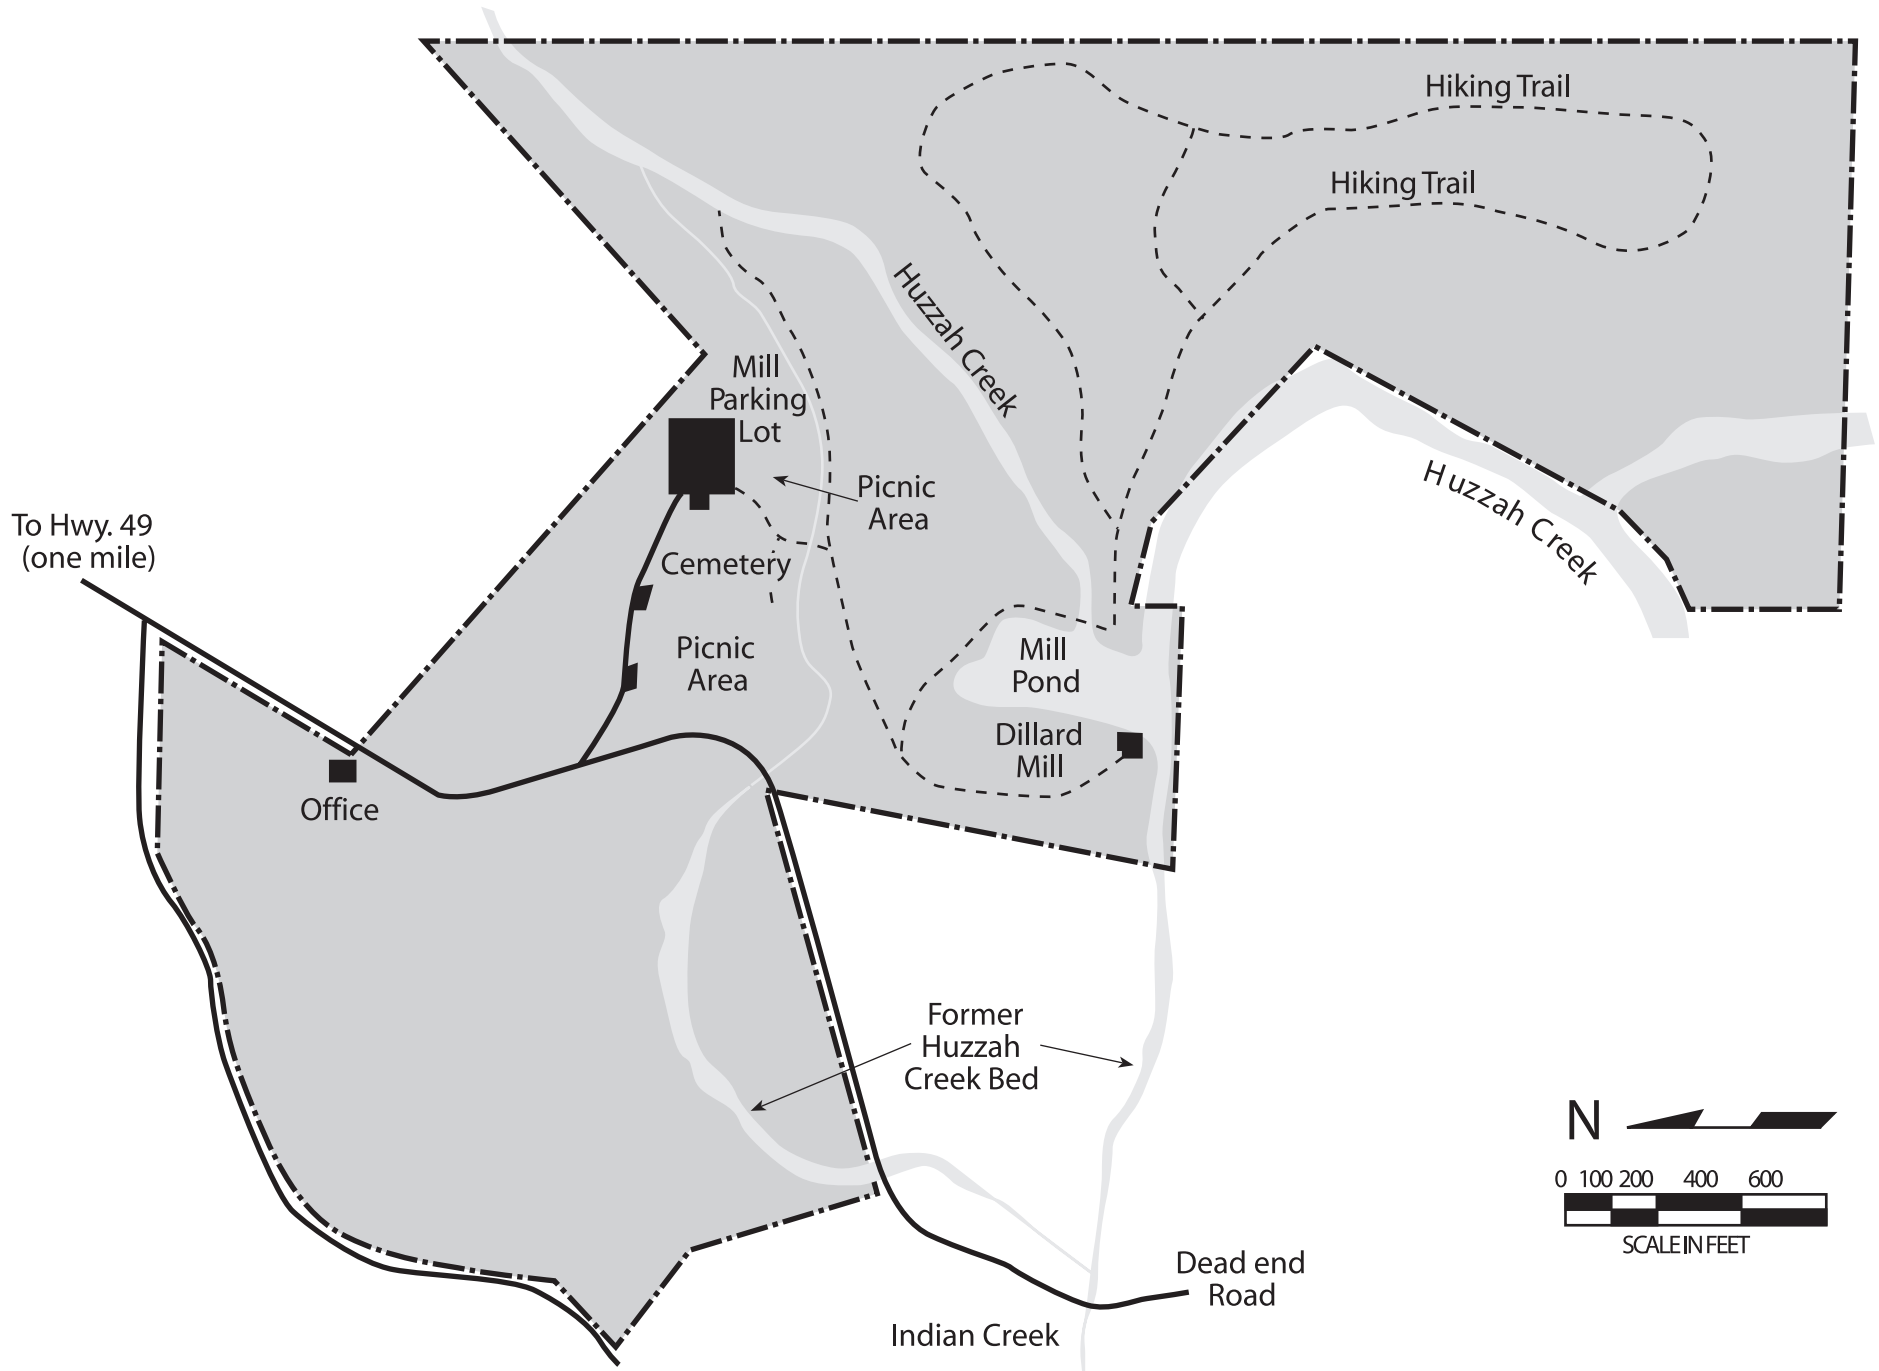 Hiking Trail
Hiking Trail
Huzzah Creek
Mill
Parking
Lot
Picnic
Area
Huzzah Creek
To Hwy. 49
(one mile)
Cemetery
Picnic
Area
Mill
Pond
Dillard
Mill
Office
Former
Huzzah
Creek Bed
N
0 100 200 400 600
SCALE IN FEET
Dead end
Road
Indian Creek